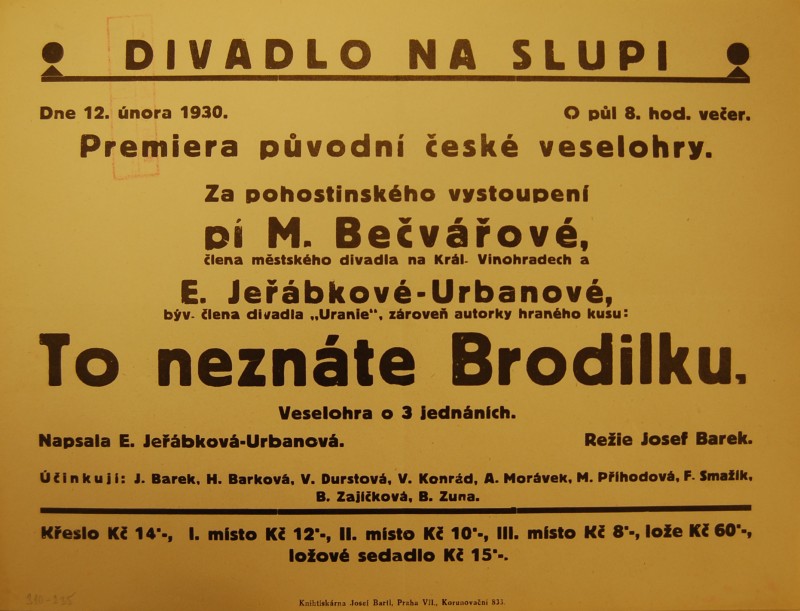 DIVADLO NA SLUPI
Dne 12. února 1930. O půl 8. hod. večer.
Premiera původní české veselohry.
Za pohostinského vystoupení
pí M. Bečvářové,
člena městského divadla na Král. Vinohradech a
E. Jeřábkové-Urbanové,
býv. člena divadla „Uranie“, zároveň autorky hraného kusu:
To neznáte Brodilku.
Veselohra o 3 jednáních.
Napsala E. Jeřábková-Urbanová. Režie Josef Barek.
Účinkují: J. Barek, H. Barková, V. Durstová, V. Konrád, A. Morávek, M. Příhodová, F. Smažík,
B. Zajíčková, B. Zuna.
Křeslo Kč 14·-, I. místo Kč 12·-, II. místo Kč 10·-, III. místo Kč 8·-, lože Kč 60·-,
ložové sedadlo Kč 15·-.
Knihtiskárna Josef Bartl, Praha VII., Koranovační 831.